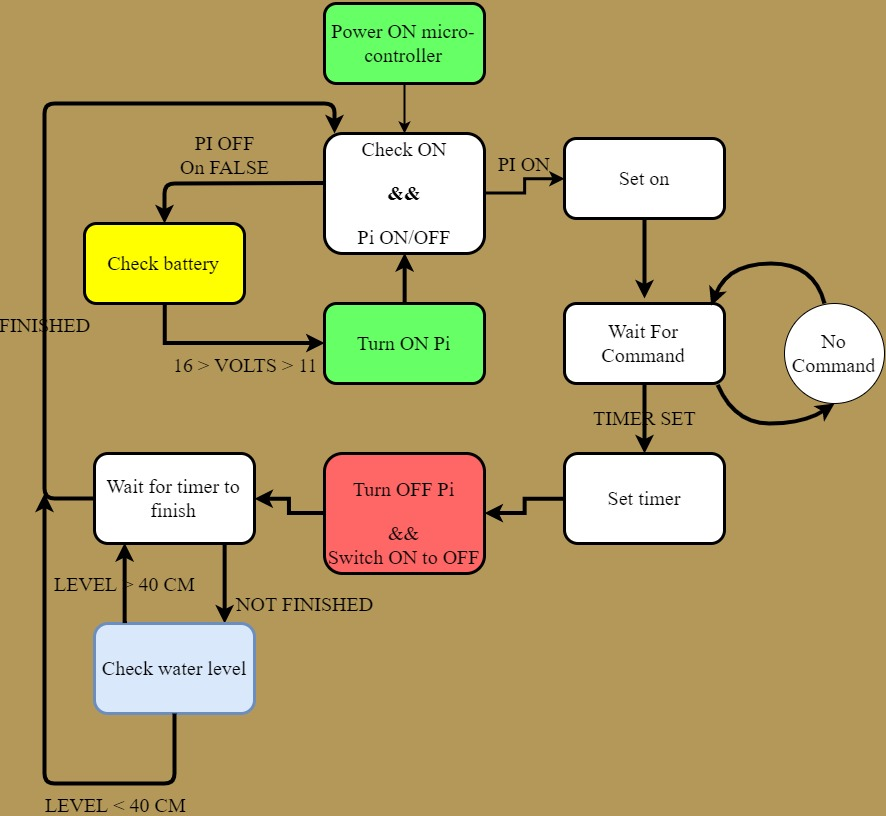 Power ON micro-
controller
Check ON
&&
Pi ON/OFF
PI OFF
On FALSE
PI ON
Set on
Check battery
16 > VOLTS > 11
Turn ON Pi
FINISHED
Wait For
Command
No
Command
TIMER SET
Set timer
Turn OFF Pi
&&
Switch ON to OFF
Wait for timer to
finish
LEVEL > 40 CM
NOT FINISHED
Check water level
LEVEL < 40 CM